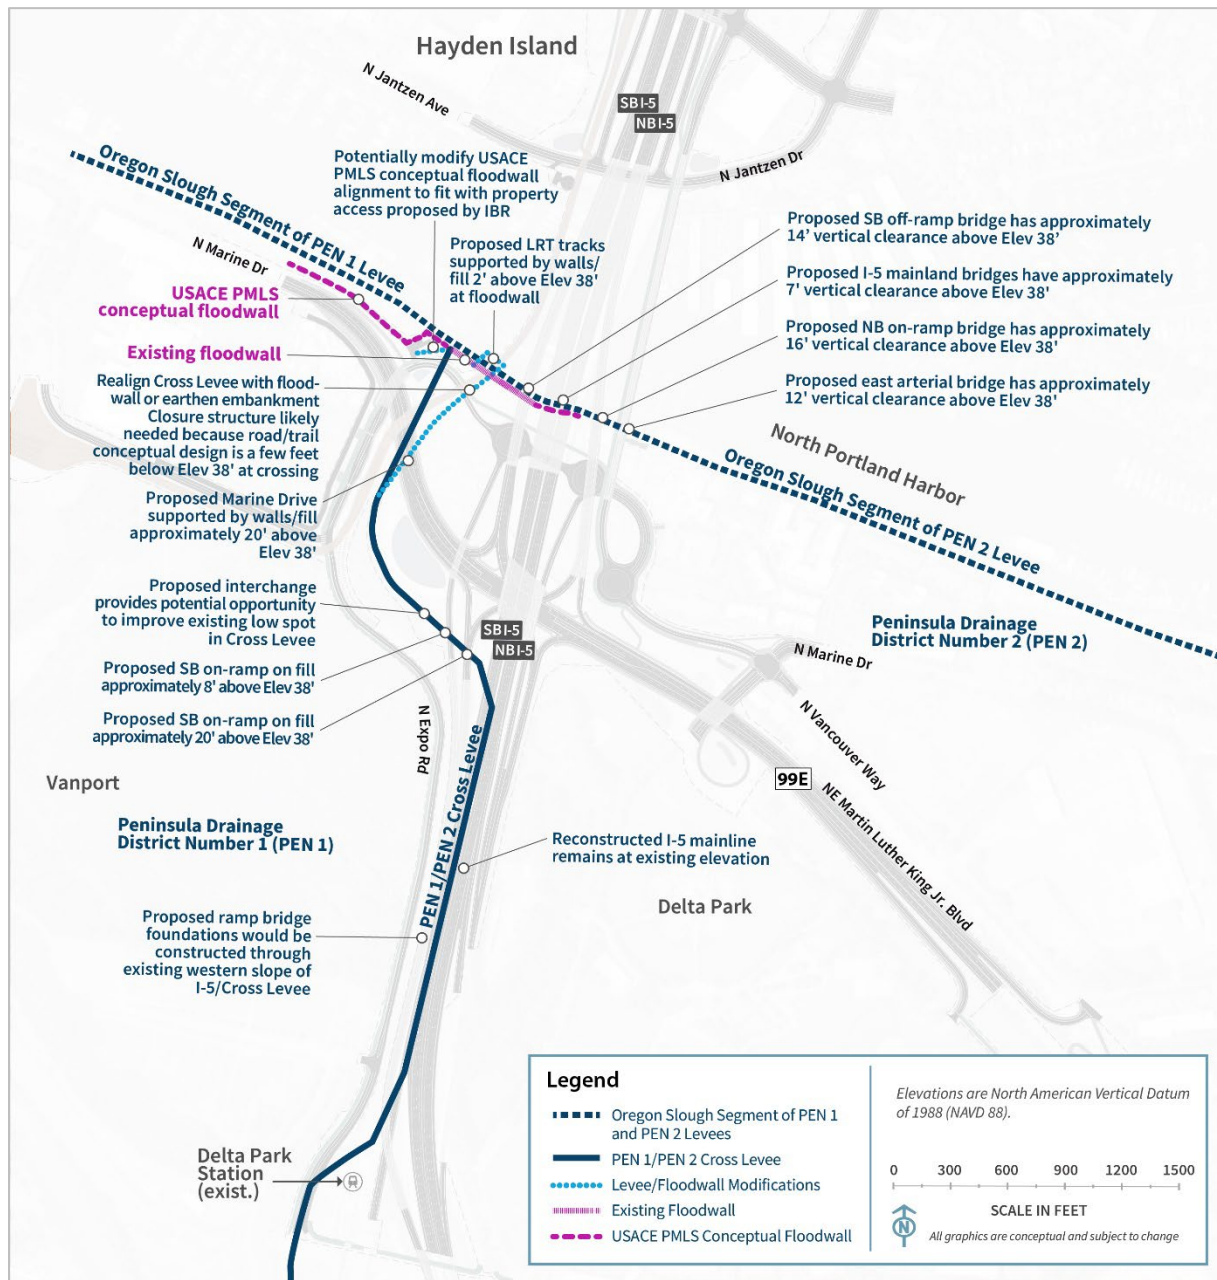 Hayden Island
N Jantzen Ave
SB I-5
NB I-5
N Jantzen Dr
Oregon Slough Segment of PEN 1 Levee
Potentially modify USACE
PMLS conceptual floodwall
alignment to fit with property
access proposed by IBR
N Marine Dr
Proposed LRT tracks
supported by walls/
fill 2' above Elev 38'
at floodwall
Proposed SB off-ramp bridge has approximately
14’ vertical clearance above Elev 38’
Proposed I-5 mainland bridges have approximately
7' vertical clearance above Elev 38'
Proposed NB on-ramp bridge has approximately
16' vertical clearance above Elev 38'
Proposed east arterial bridge has approximately
12' vertical clearance above Elev 38'
USACE PMLS
conceptual floodwall
Existing floodwall
Realign Cross Levee with flood-
wall or earthen embankment
Closure structure likely
needed because road/trail
conceptual design is a few feet
below Elev 38' at crossing
Proposed Marine Drive
supported by walls/fill
approximately 20' above
Elev 38'
North Portland Harbor
Oregon Slough Segment of PEN 2 Levee
Proposed interchange
provides potential opportunity
to improve existing low spot
in Cross Levee
Proposed SB on-ramp on fill
approximately 8' above Elev 38'
Proposed SB on-ramp on fill
approximately 20' above Elev 38'
SB I-5
NB I-5
Peninsula Drainage
District Number 2 (PEN 2)
N Marine Dr
N Vancouver Way
N Expo Rd
99E
NE Martin Luther King Jr. Blvd
Vanport
Peninsula Drainage
District Number 1 (PEN 1)
PEN 1/PEN 2 Cross Levee
Reconstructed I-5 mainline
remains at existing elevation
Delta Park
Proposed ramp bridge
foundations would be
constructed through
existing western slope of
I-5/Cross Levee
Delta Park
Station
(exist.)
Legend
Oregon Slough Segment of PEN 1
and PEN 2 Levees
PEN 1/PEN 2 Cross Levee
Levee/Floodwall Modifications
Existing Floodwall
USACE PMLS Conceptual Floodwall
Elevations are North American Vertical Datum
of 1988 (NAVD 88).
0 300 600 900 1200 1500
SCALE IN FEET
N
All graphics are conceptual and subject to change